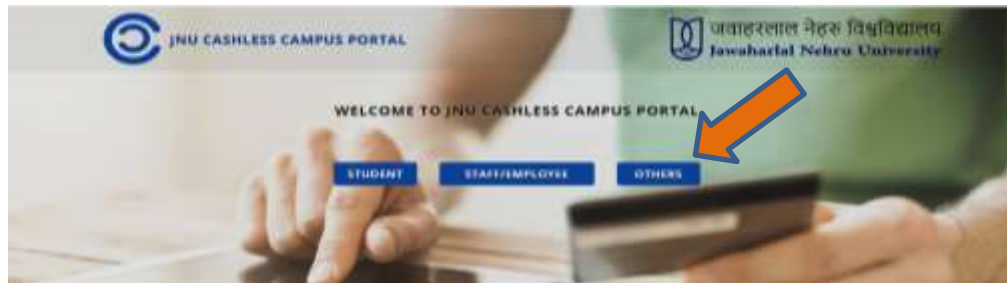 JNU CASHLESS CAMPUS PORTAL
जवाहरलाल नेहरू विश्वविद्यालय
Jawaharlal Nehru University
WELCOME TO JNU CASHLESS CAMPUS PORTAL
STUDENT
STAFF/EMPLOYEE
OTHERS